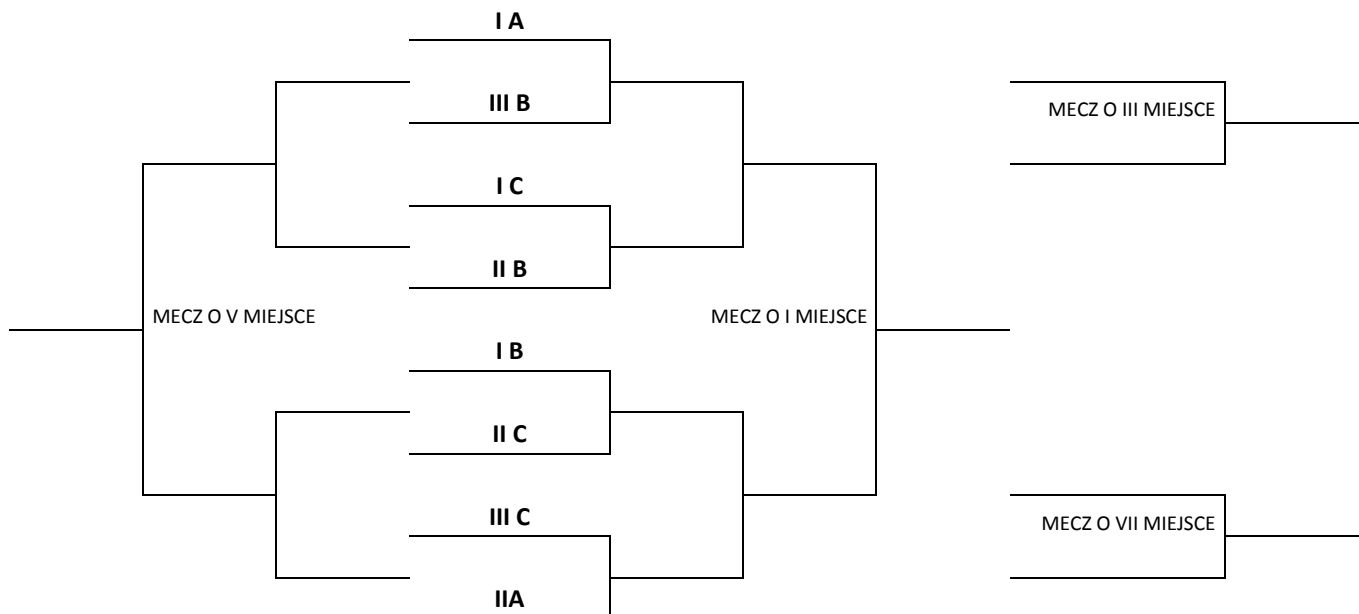 I A
III B
MECZ O III MIEJSCE
I C
II B
MECZ O V MIEJSCE
MECZ O I MIEJSCE
I B
II C
III C
MECZ O VII MIEJSCE
IIA